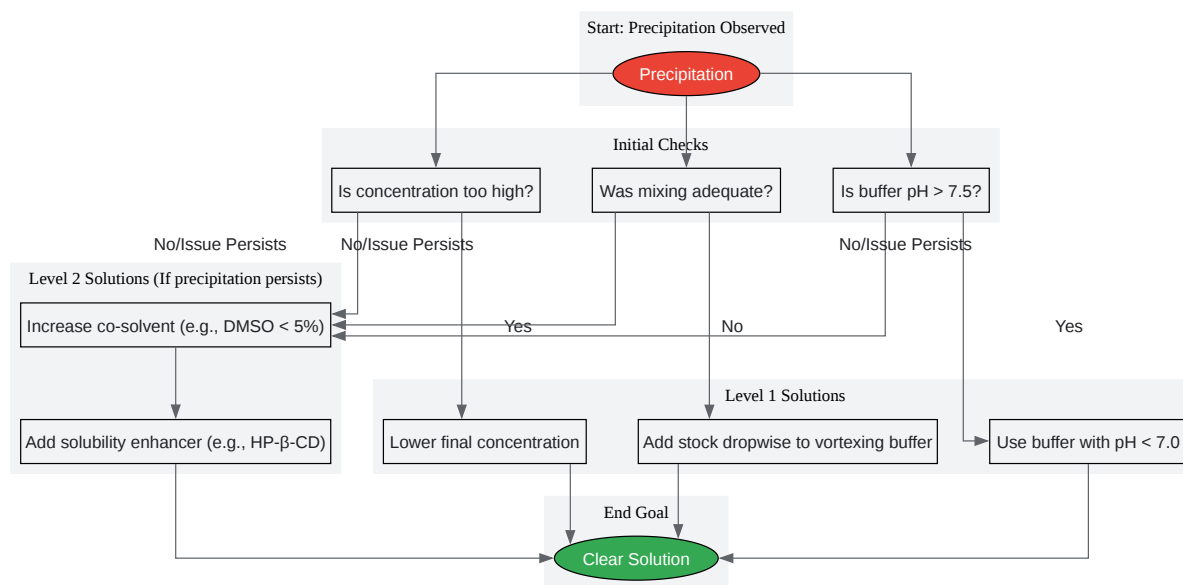 Start: Precipitation Observed
Precipitation
Initial Checks
Is concentration too high?
Was mixing adequate?
Is buffer pH > 7.5?
No/Issue Persists
No/Issue Persists
No/Issue Persists
Level 2 Solutions (If precipitation persists)
Increase co-solvent (e.g., DMSO < 5%)
Yes
No
Yes
Level 1 Solutions
Add solubility enhancer (e.g., HP-β-CD)
Lower final concentration
Add stock dropwise to vortexing buffer
Use buffer with pH < 7.0
End Goal
Clear Solution